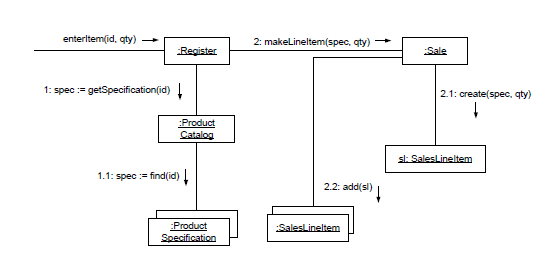 enterItem(id, qty)
:Register
2: makeLineItem(spec, qty)
:Sale
1: spec := getSpecification(id)
2.1: create(spec, qty)
:Product
Catalog
sl: SalesLineItem
1.1: spec := find(id)
2.2: add(sl)
:Product
Specification
:SalesLineItem